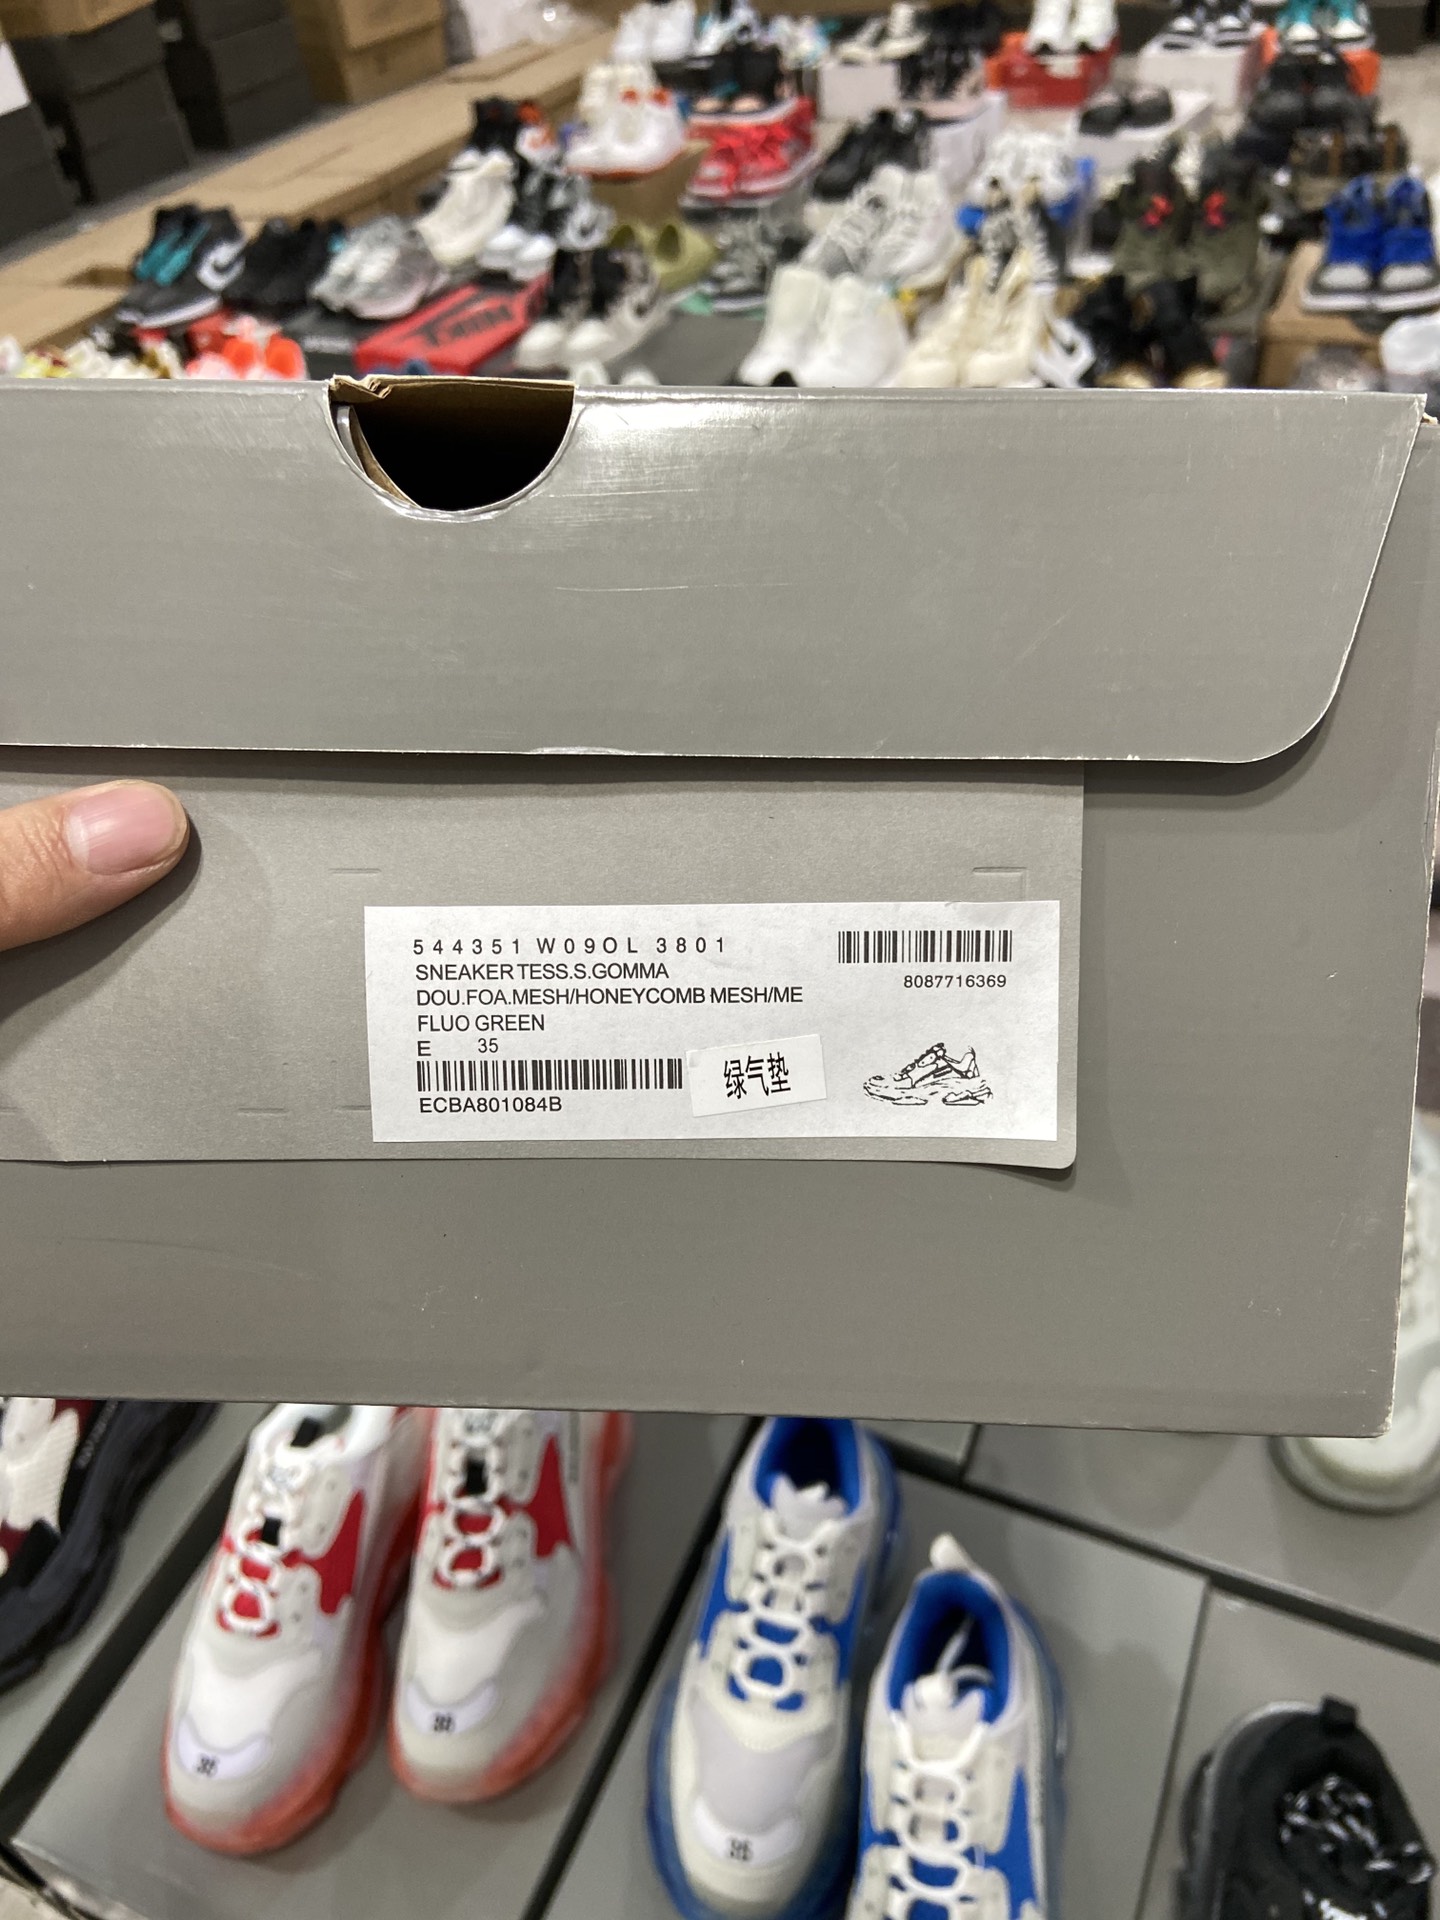 544351 W09OL 3801
SNEAKER TESS.S.GOMMA
DOU.FOA.MESH/HONEYCOMB MESH/ME
FLUO GREEN
E 35
ECBA801084B
8087716369
绿气垫
35